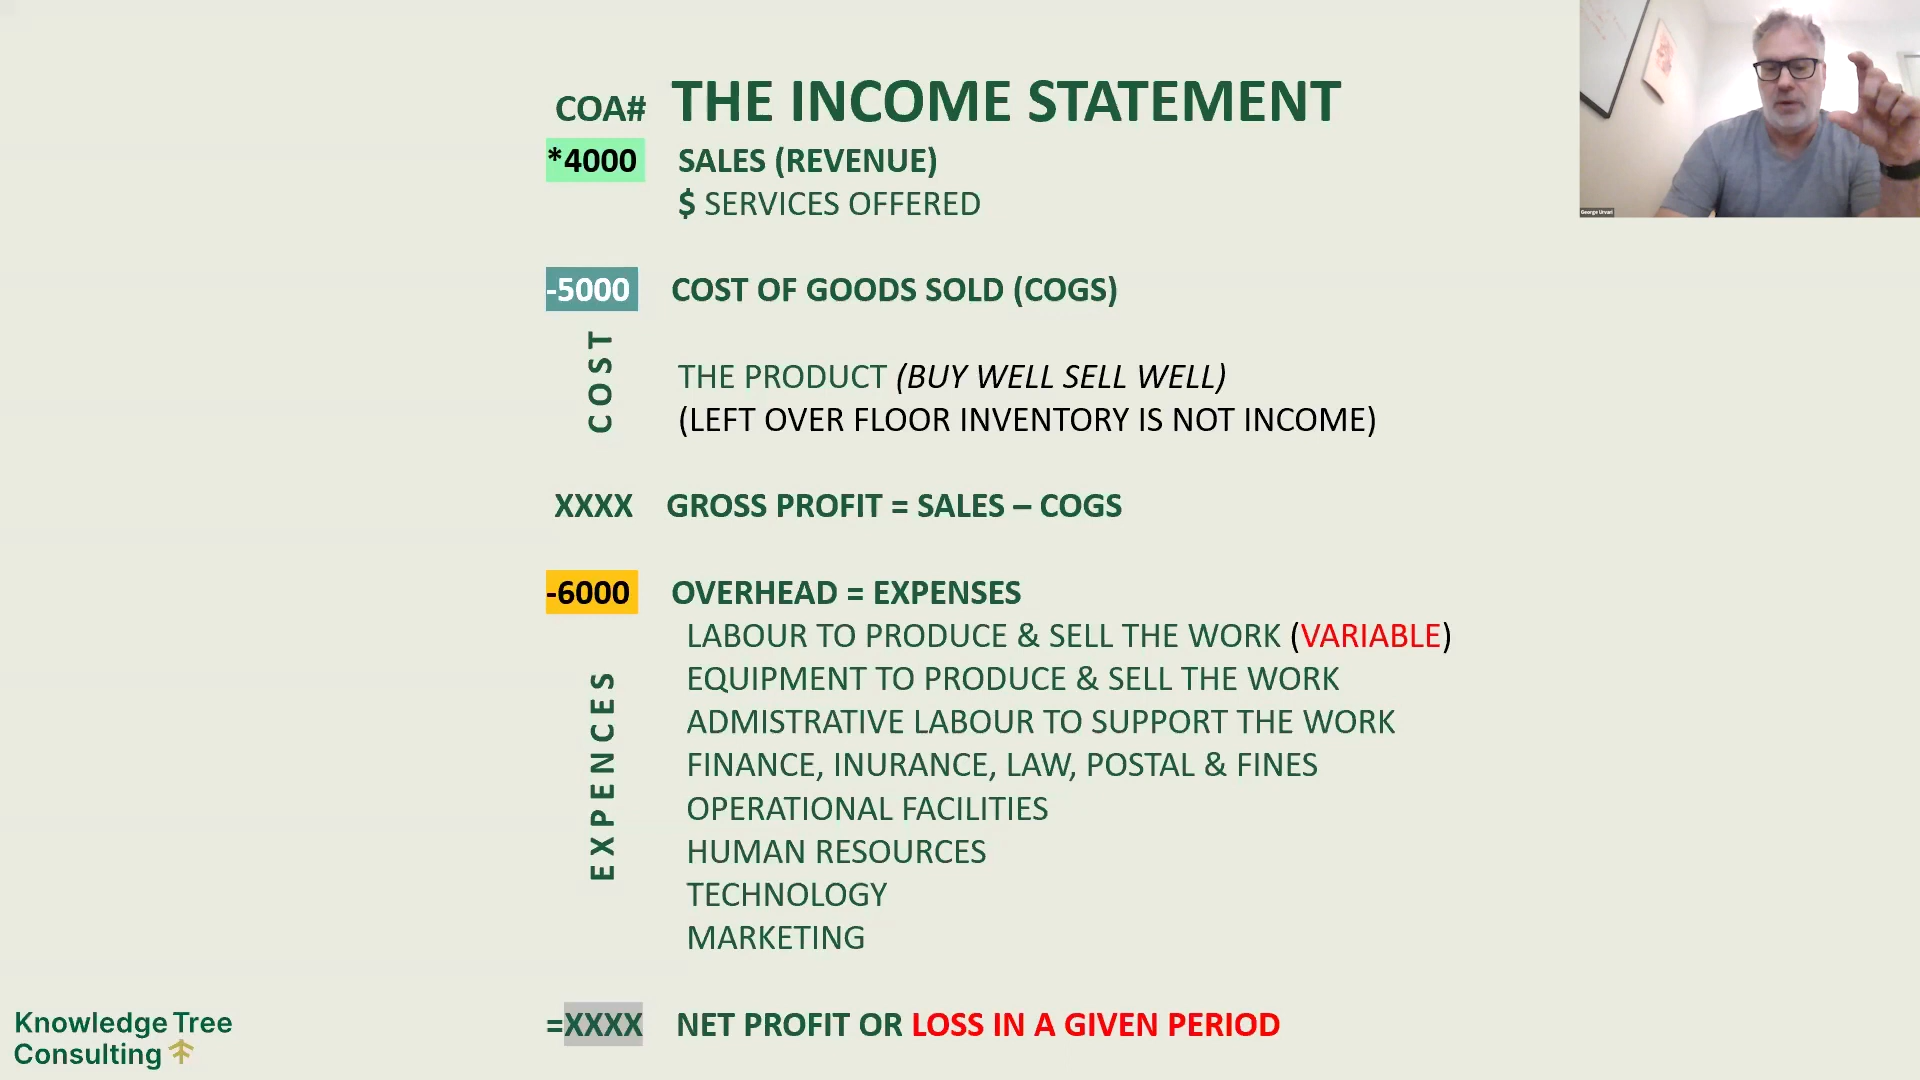 COA# THE INCOME STATEMENT
*4000 SALES (REVENUE)
$ SERVICES OFFERED
-5000 COST OF GOODS SOLD (COGS)
COST
THE PRODUCT (BUY WELL SELL WELL)
(LEFT OVER FLOOR INVENTORY IS NOT INCOME)
XXXX GROSS PROFIT = SALES – COGS
-6000 OVERHEAD = EXPENSES
EXPENCES
LABOUR TO PRODUCE & SELL THE WORK (VARIABLE)
EQUIPMENT TO PRODUCE & SELL THE WORK
ADMISTRATIVE LABOUR TO SUPPORT THE WORK
FINANCE, INURANCE, LAW, POSTAL & FINES
OPERATIONAL FACILITIES
HUMAN RESOURCES
TECHNOLOGY
MARKETING
=XXXX NET PROFIT OR LOSS IN A GIVEN PERIOD
Knowledge Tree
Consulting
George Urvari